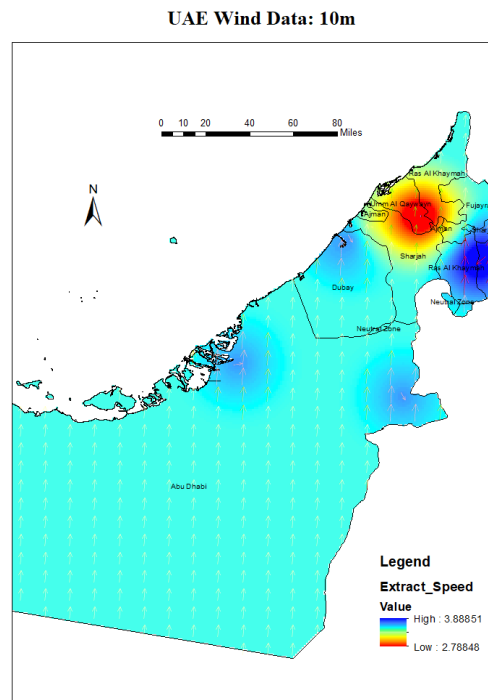 UAE Wind Data: 10m
0 10 20 40 60 80
Miles
N
Ras Al Khaymah
Umm Al Qaywayn
Ajman
Ajman
Sharjah
Ras Al Khaymah
Dubay
Neutral Zone
Neutral Zone
Abu Dhabi
Legend
Extract_Speed
Value
High : 3.88851
Low : 2.78848